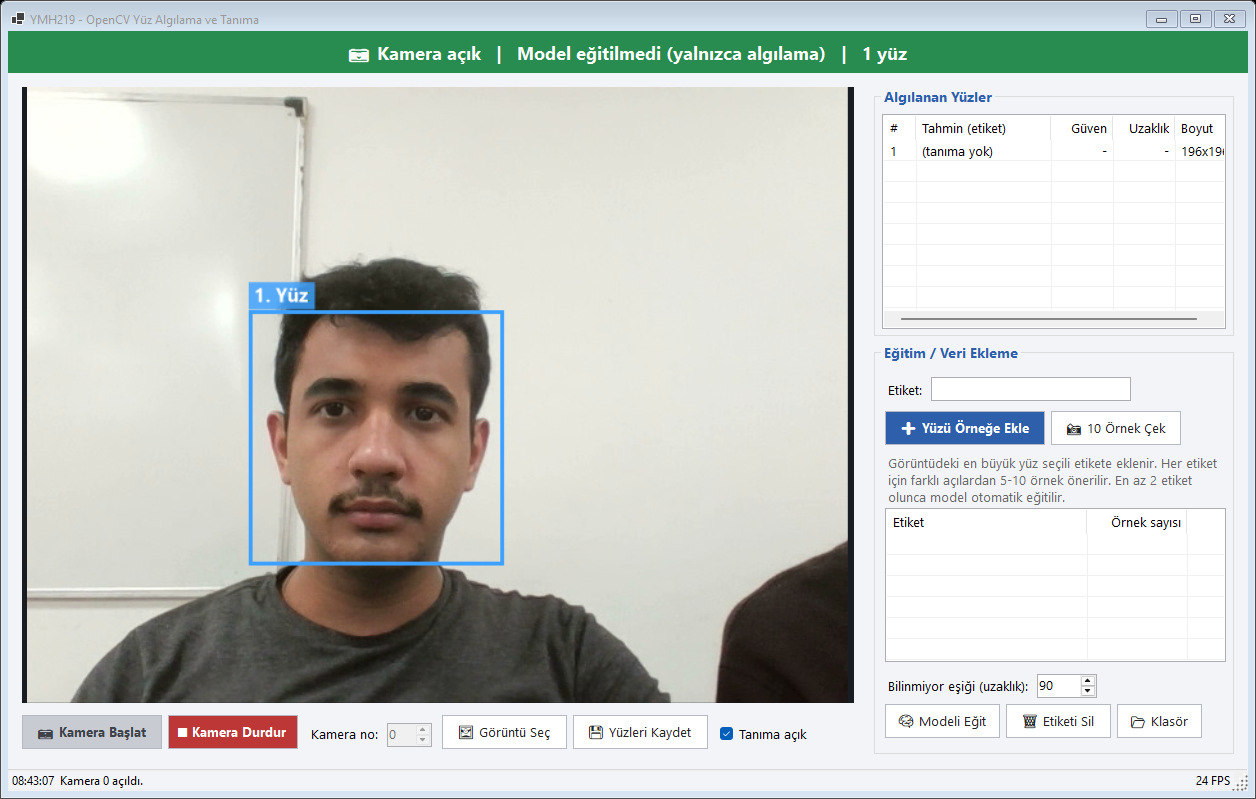 YMH219 - OpenCV Yüz Algılama ve Tanıma
Kamera açık | Model eğitilmedi (yalnızca algılama) | 1 yüz
1. Yüz
Algılanan Yüzler
# Tahmin (etiket) Güven Uzaklık Boyut
1 (tanıma yok) - - 196x196
Eğitim / Veri Ekleme
Etiket:
Yüzü Örneğe Ekle 10 Örnek Çek
Görüntüdeki en büyük yüz seçili etikete eklenir. Her etiket
için farklı açılardan 5-10 örnek önerilir. En az 2 etiket
olunca model otomatik eğitilir.
Etiket Örnek sayısı
Bilinmiyor eşiği (uzaklık): 90
Modeli Eğit Etiketi Sil Klasör
Kamera Başlat Kamera Durdur Kamera no: 0 Görüntü Seç Yüzleri Kaydet Tanıma açık
08:43:07 Kamera 0 açıldı. 24 FPS